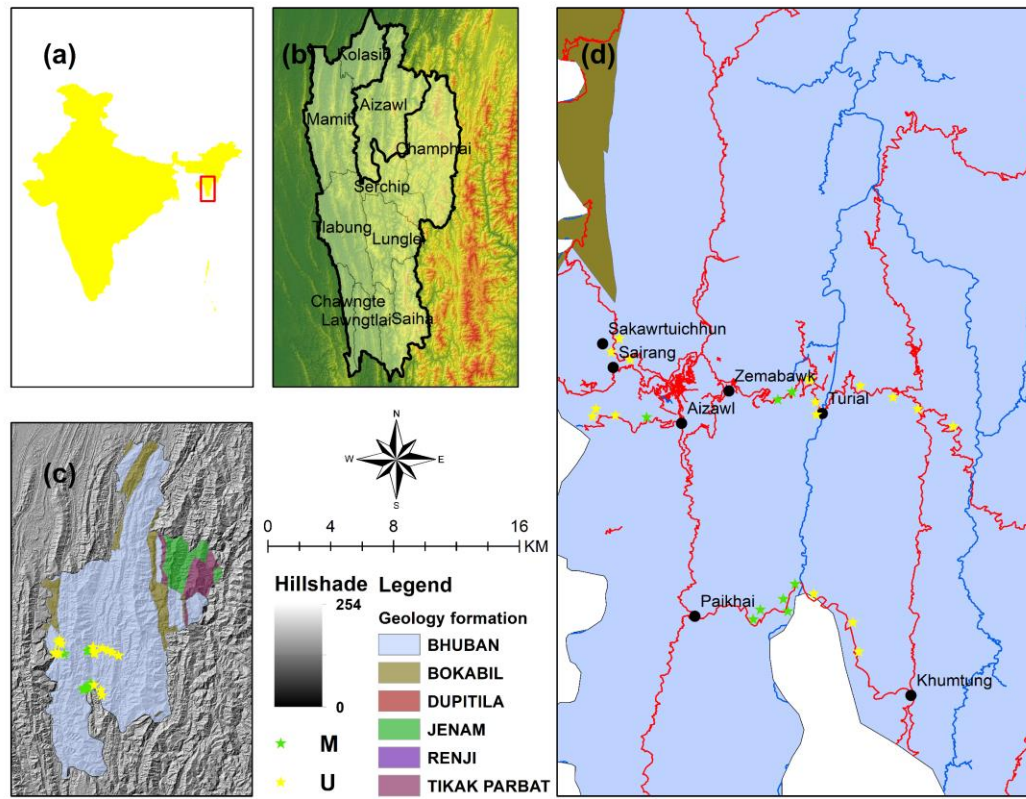 (a)
(b)
Kolasib
Aizawl
Mamit
Champhai
Serchip
Tlabung
Lungle
Chawngte
Lawngtlai
Saiha
(c)
N
W
E
S
0 4 8 12 16
KM
Hillshade
254
0
M
U
Legend
Geology formation
BHUBAN
BOKABIL
DUPITILA
JENAM
RENJI
TIKAK PARBAT
(d)
Sakawrtuichhun
Sairang
Zemabawk
Aizawl
Turial
Paikhai
Khumtung